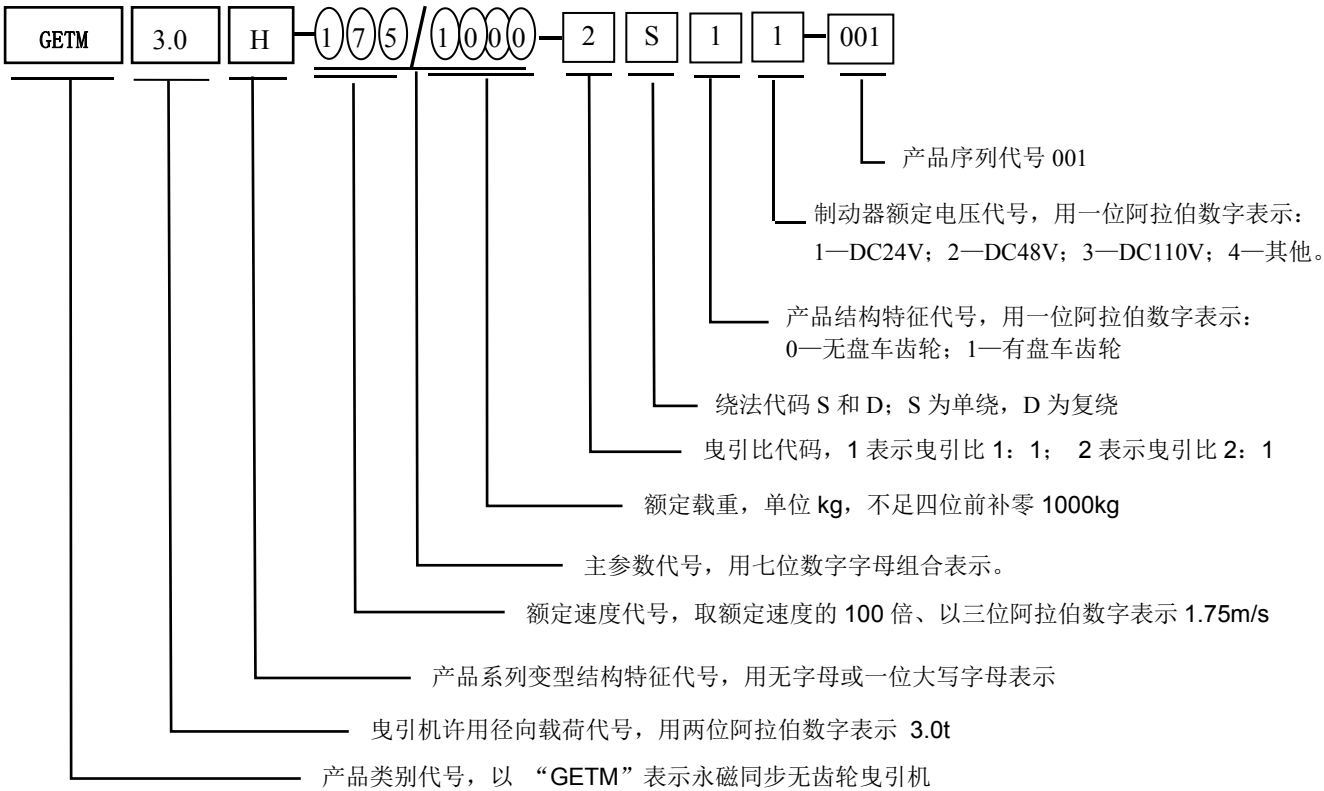 GETM 3.0 H-175/1000-2 S 1 1-001
产品序列代号 001
制动器额定电压代号，用一位阿拉伯数字表示：
1—DC24V；2—DC48V；3—DC110V；4—其他。
产品结构特征代号，用一位阿拉伯数字表示：
0—无盘车齿轮；1—有盘车齿轮
绕法代码 S 和 D；S 为单绕，D 为复绕
曳引比代码，1 表示曳引比 1：1； 2 表示曳引比 2：1
额定载重，单位 kg，不足四位前补零 1000kg
主参数代号，用七位数字字母组合表示。
额定速度代号，取额定速度的 100 倍、以三位阿拉伯数字表示 1.75m/s
产品系列变型结构特征代号，用无字母或一位大写字母表示
曳引机许用径向载荷代号，用两位阿拉伯数字表示 3.0t
产品类别代号，以 “GETM”表示永磁同步无齿轮曳引机